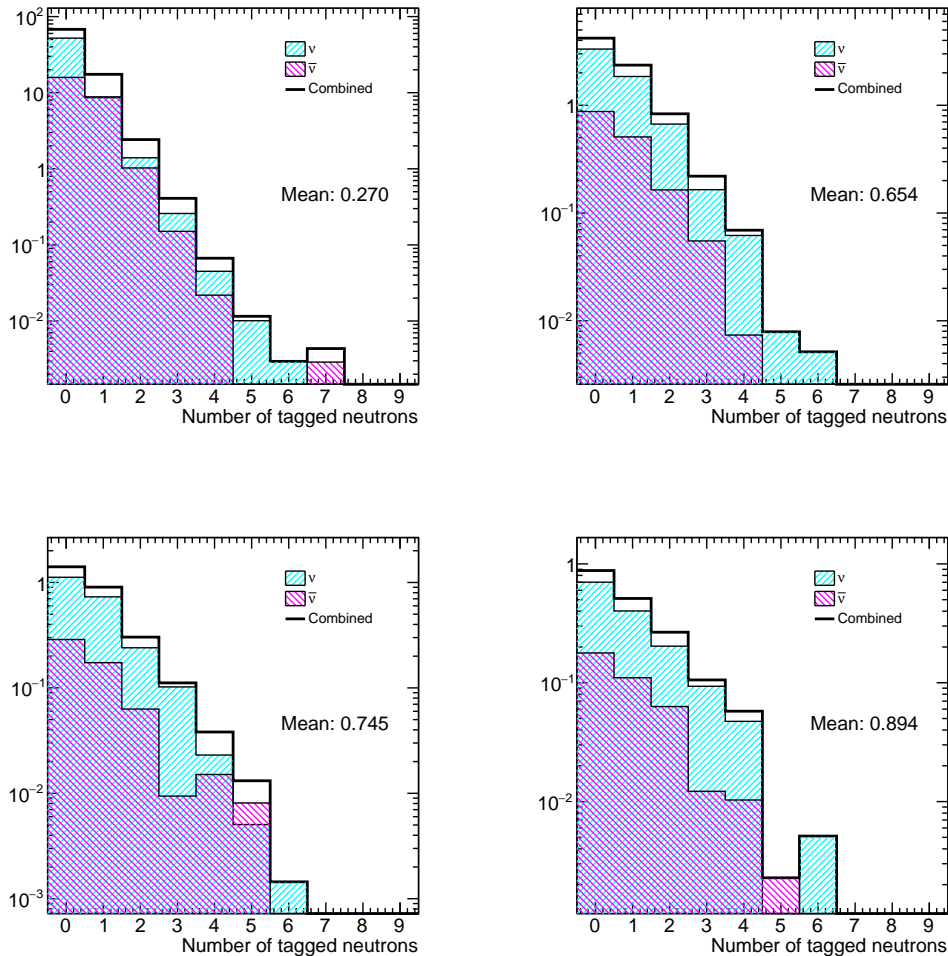 10²
ν
ν̅
Combined
10
1
Mean: 0.270
10⁻¹
10⁻²
0 1 2 3 4 5 6 7 8 9
Number of tagged neutrons
ν
ν̅
Combined
1
Mean: 0.654
10⁻¹
10⁻²
0 1 2 3 4 5 6 7 8 9
Number of tagged neutrons
ν
ν̅
Combined
1
10⁻¹
Mean: 0.745
10⁻²
10⁻³
0 1 2 3 4 5 6 7 8 9
Number of tagged neutrons
1
ν
ν̅
Combined
10⁻¹
Mean: 0.894
10⁻²
0 1 2 3 4 5 6 7 8 9
Number of tagged neutrons